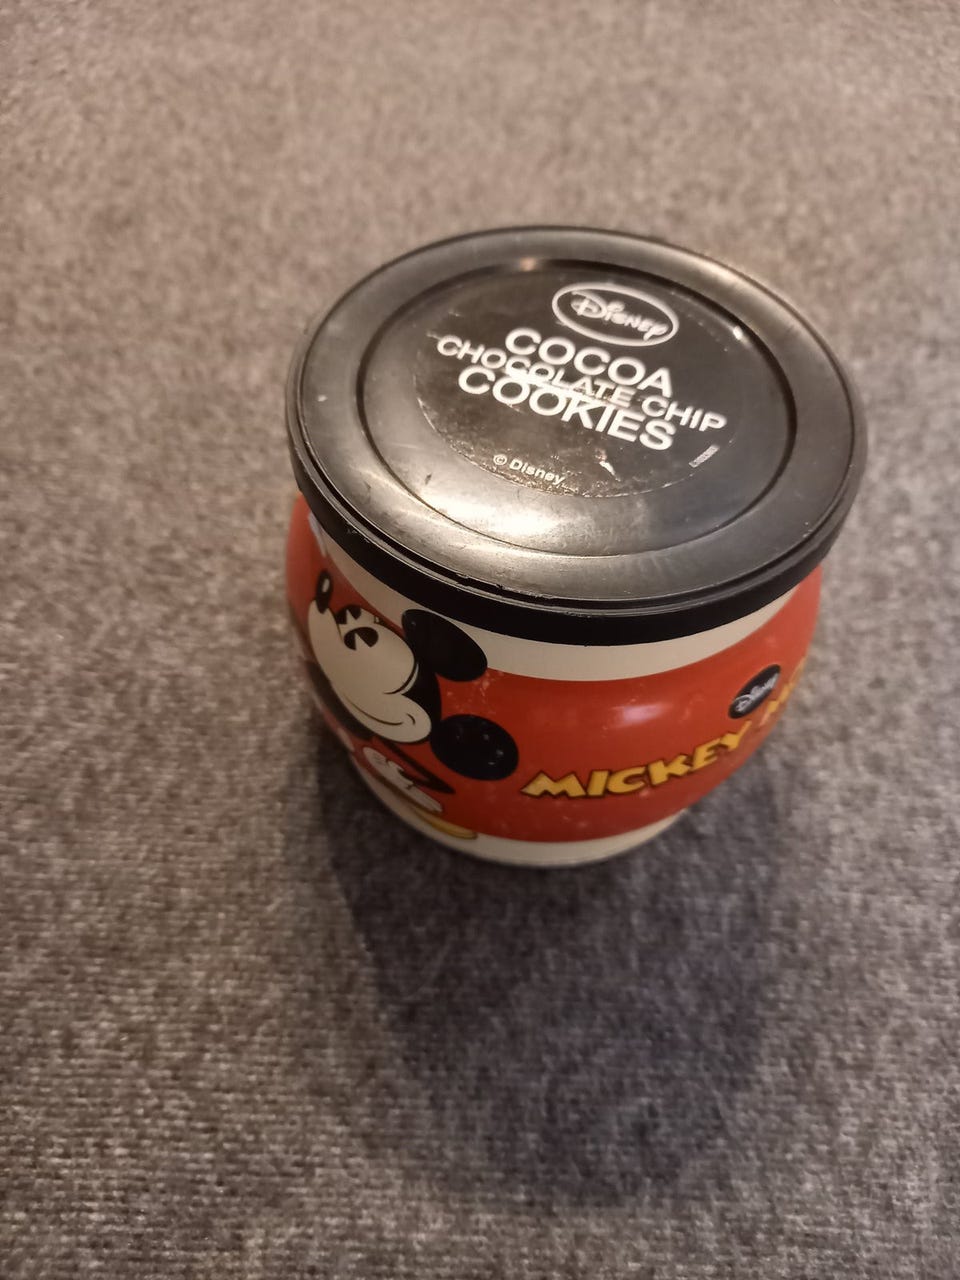 Disney
COCOA
CHOCOLATE CHIP
COOKIES
© Disney
Disney
MICKEY M